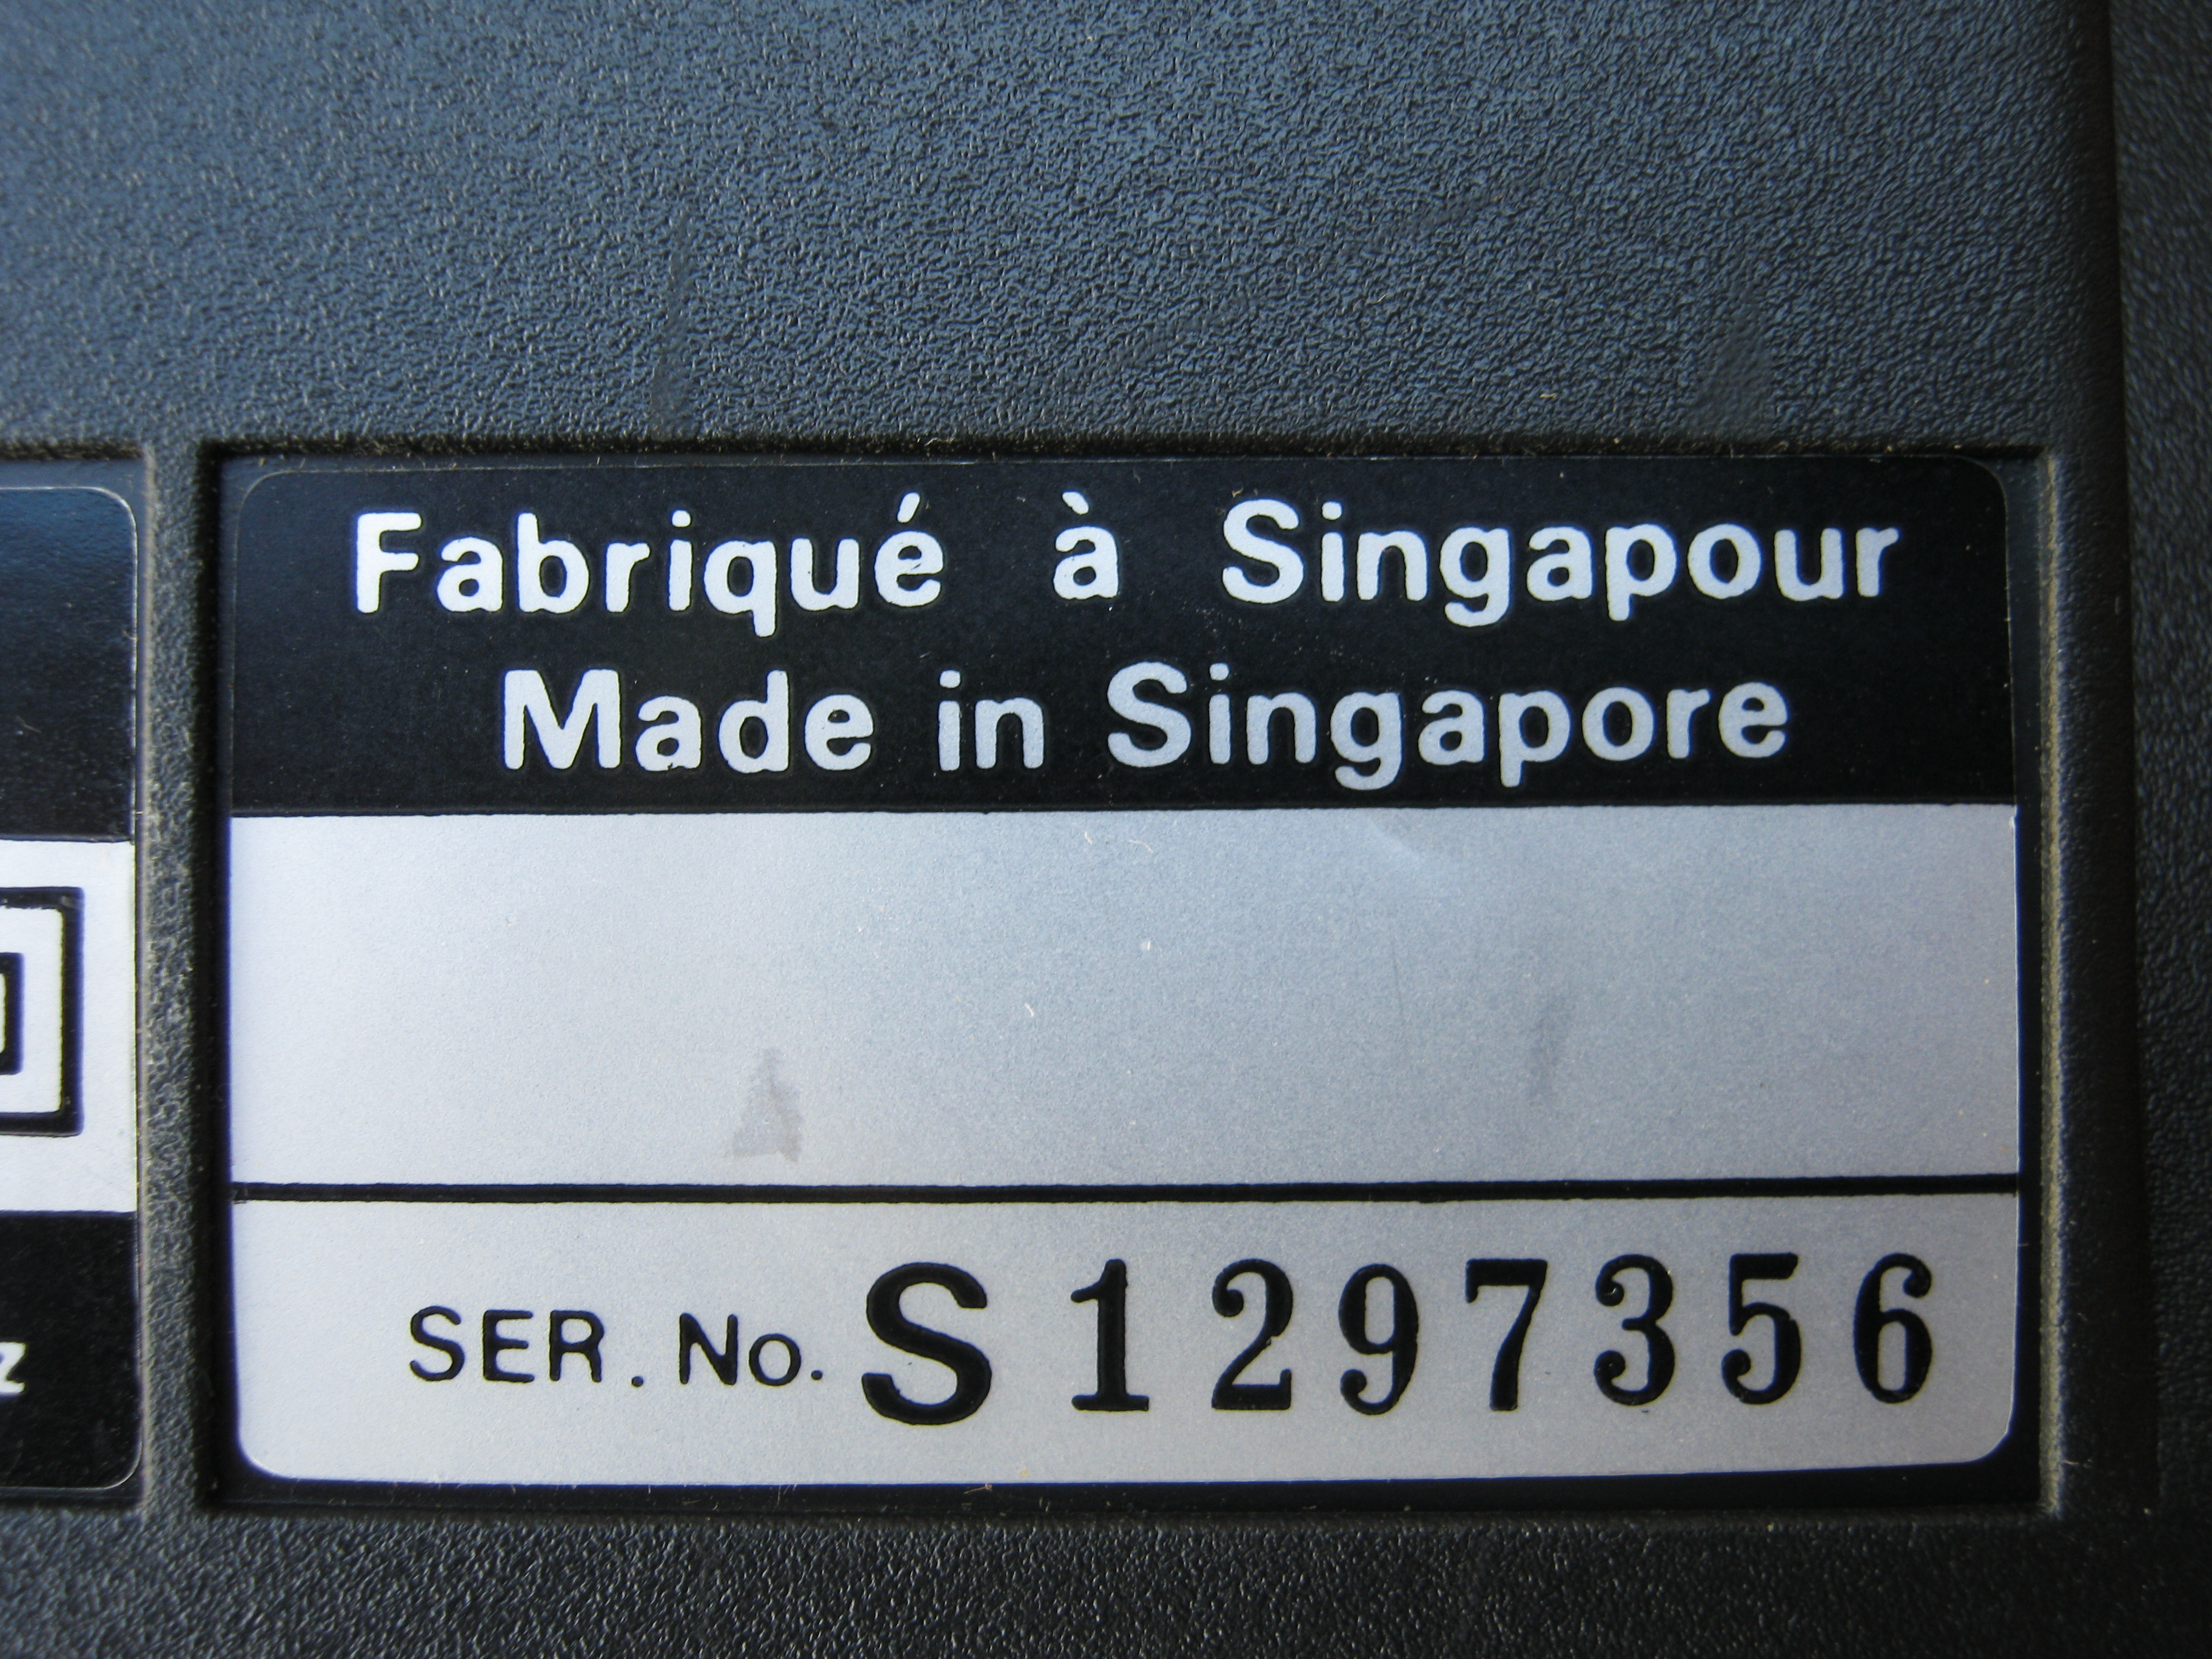 Fabriqué à Singapour
Made in Singapore
z
SER. No. S 1297356